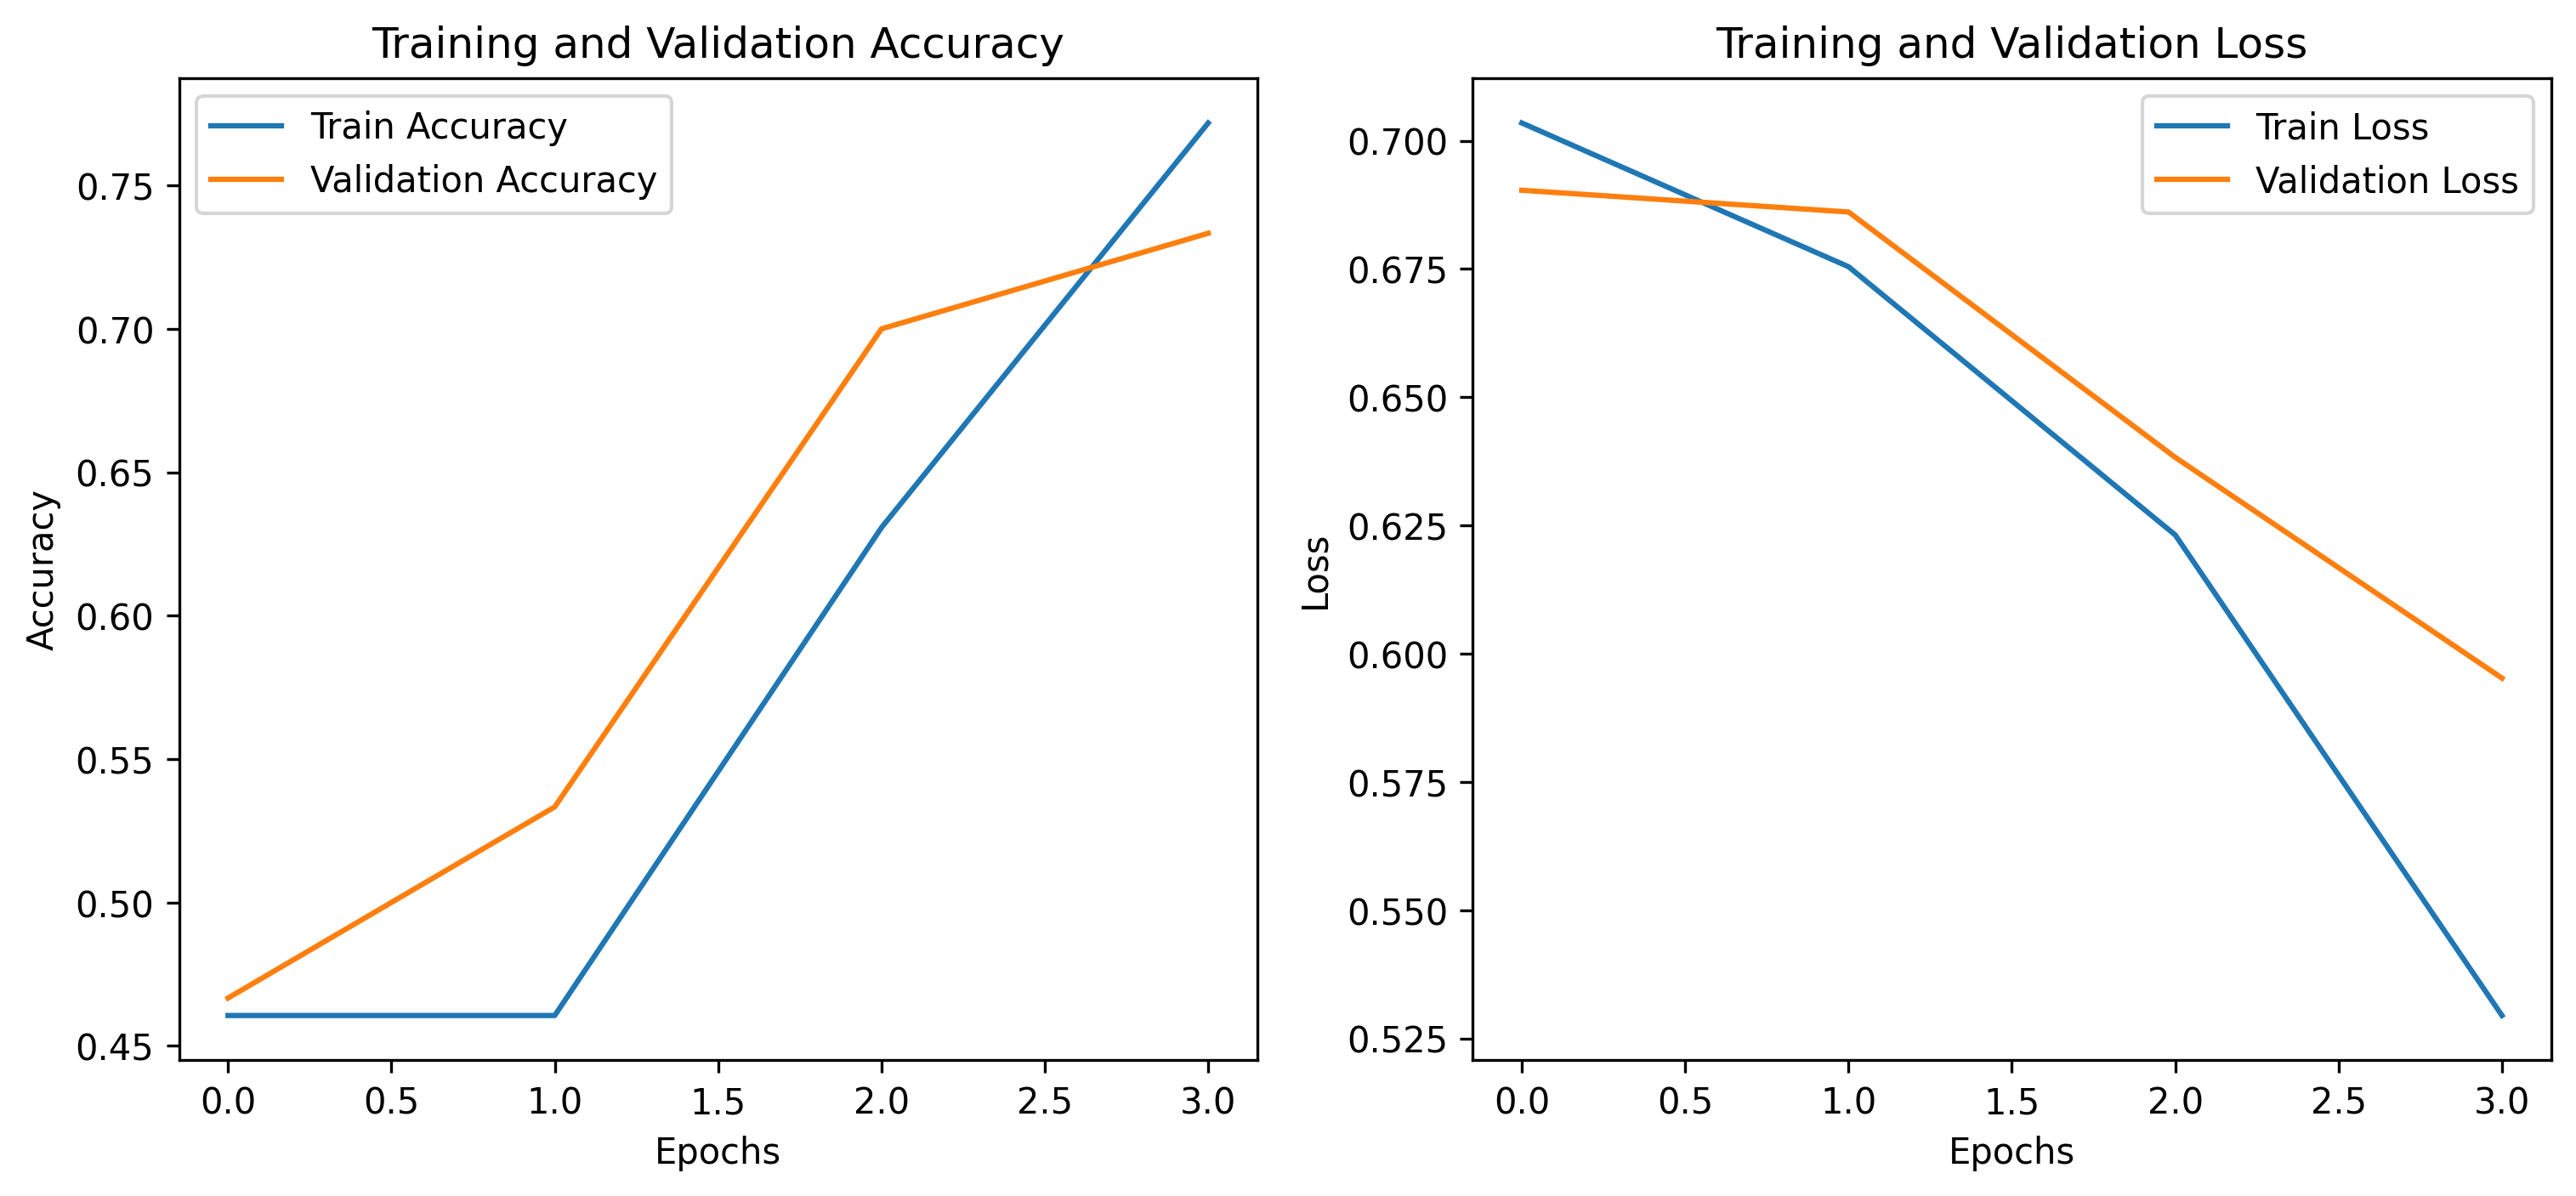 Training and Validation Accuracy
Train Accuracy
Validation Accuracy
0.75
0.70
0.65
0.60
0.55
0.50
0.45
Accuracy
0.0 0.5 1.0 1.5 2.0 2.5 3.0
Epochs
Training and Validation Loss
Train Loss
Validation Loss
0.700
0.675
0.650
0.625
0.600
0.575
0.550
0.525
Loss
0.0 0.5 1.0 1.5 2.0 2.5 3.0
Epochs